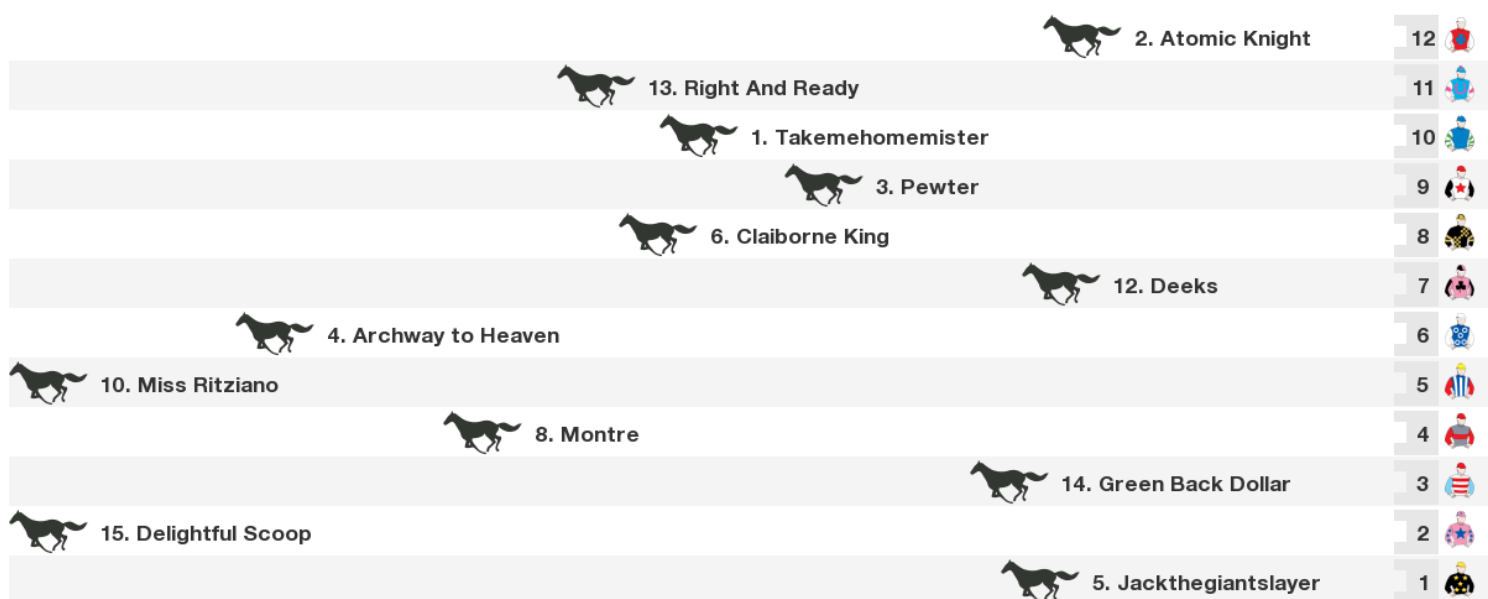 2. Atomic Knight 12
13. Right And Ready 11
1. Takemehomemister 10
3. Pewter 9
6. Claiborne King 8
12. Deeks 7
4. Archway to Heaven 6
10. Miss Ritziano 5
8. Montre 4
14. Green Back Dollar 3
15. Delightful Scoop 2
5. Jackthegiantslayer 1